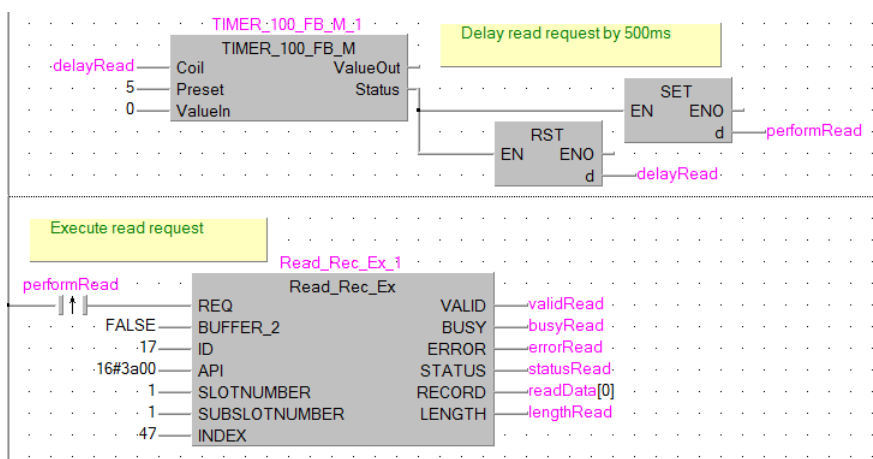 TIMER_100_FB_M_1
Delay read request by 500ms
TIMER_100_FB_M
delayRead Coil ValueOut
5 Preset Status
0 ValueIn
SET
EN ENO
d performRead
RST
EN ENO
d delayRead
Execute read request
Read_Rec_Ex_1
performRead
Read_Rec_Ex
REQ VALID validRead
FALSE BUFFER_2 BUSY busyRead
17 ID ERROR errorRead
16#3a00 API STATUS statusRead
1 SLOTNUMBER RECORD readData[0]
1 SUBSLOTNUMBER LENGTH lengthRead
47 INDEX